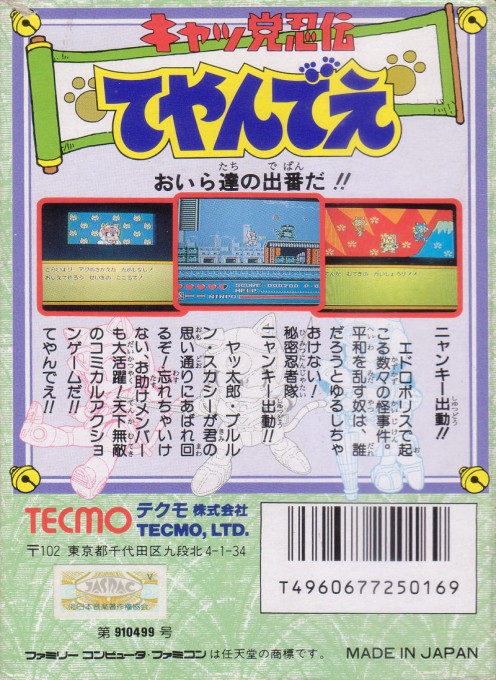 キャッ党忍伝
てやんでえ
おいら達の出番だ!!
ニャンキー出動!!
エドロポリスで起
こる数々の怪事件。
平和を乱す奴は、誰
だろうとゆるしちゃ
おけない!
ニャンキー出動!!
秘密忍者隊
ヤッ太郎・プルル
ン・スカシーが君の
思い通りにあばれ回
るぞ!忘れちゃいけ
ない、お助けメンバー
も大活躍!天下無敵
のコミカルアクショ
ンゲームだ!!
てやんでえ!!
TECMO テクモ株式会社
TECMO, LTD.
〒102 東京都千代田区九段北4-1-34
JASRAC V
日本音楽著作権協会
第 910499 号
T4960677250169
ファミリー コンピュータ・ファミコンは任天堂の商標です。
MADE IN JAPAN